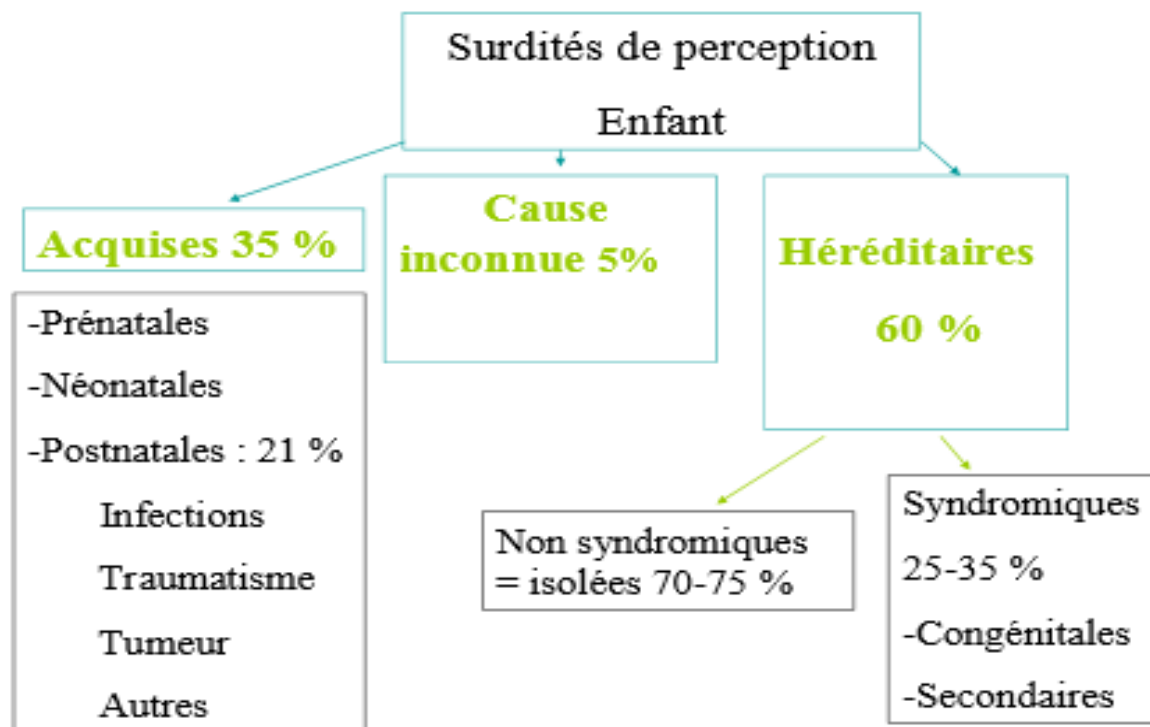 Surdités de perception
Enfant
Acquises 35 %
-Prénatales
-Néonatales
-Postnatales : 21 %
Infections
Traumatisme
Tumeur
Autres
Cause
inconnue 5%
Héréditaires
60 %
Non syndromiques
= isolées 70-75 %
Syndromiques
25-35 %
-Congénitales
-Secondaires